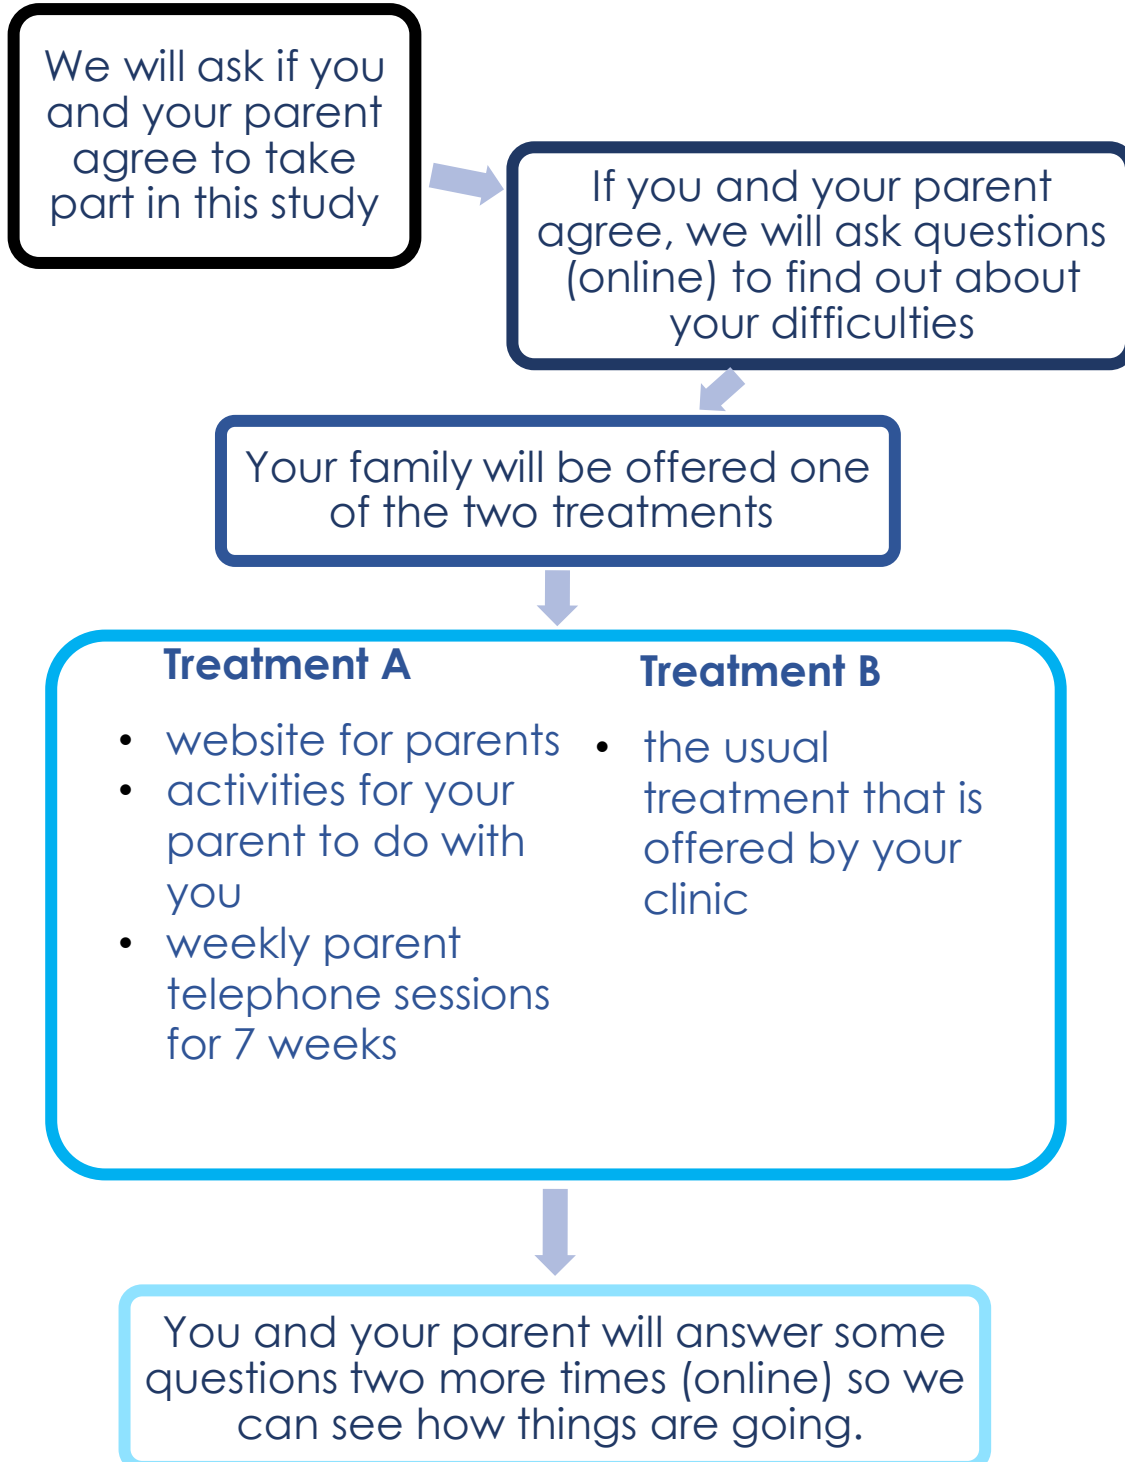 We will ask if you
and your parent
agree to take
part in this study
If you and your parent
agree, we will ask questions
(online) to find out about
your difficulties
Your family will be offered one
of the two treatments
Treatment A
• website for parents
• activities for your
parent to do with
you
• weekly parent
telephone sessions
for 7 weeks
Treatment B
• the usual
treatment that is
offered by your
clinic
You and your parent will answer some
questions two more times (online) so we
can see how things are going.